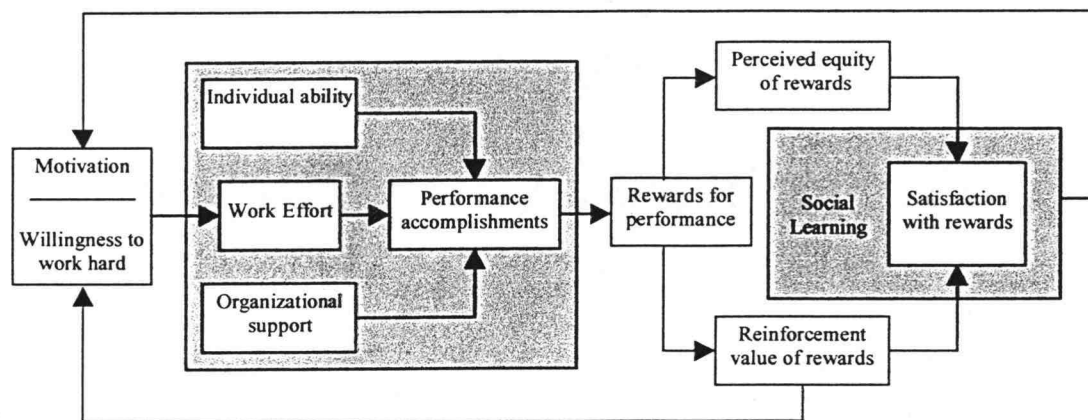 Motivation
Willingness to
work hard
Individual ability
Work Effort
Organizational
support
Performance
accomplishments
Rewards for
performance
Perceived equity
of rewards
Social
Learning
Satisfaction
with rewards
Reinforcement
value of rewards